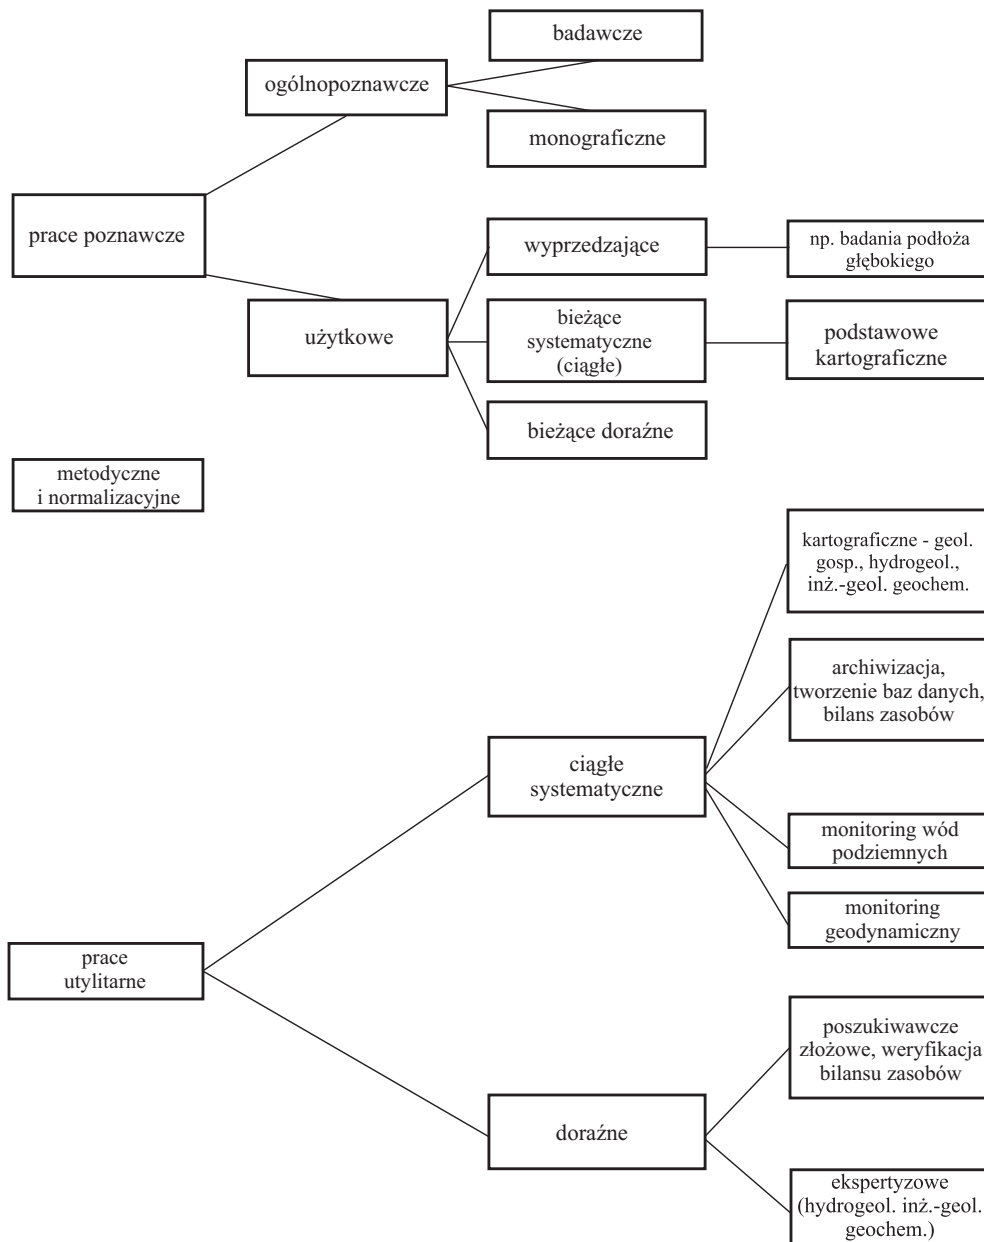 badawcze
ogólnopoznawcze
monograficzne
prace poznawcze
wyprzedzające
np. badania podłoża
głębokiego
użytkowe
bieżące
systematyczne
(ciągłe)
podstawowe
kartograficzne
bieżące doraźne
metodyczne
i normalizacyjne
kartograficzne - geol.
gosp., hydrogeol.,
inż.-geol. geochem.
archiwizacja,
tworzenie baz danych,
bilans zasobów
ciągłe
systematyczne
monitoring wód
podziemnych
monitoring
geodynamiczny
prace
utylitarne
poszukiwawcze
złożowe, weryfikacja
bilansu zasobów
doraźne
ekspertyzowe
(hydrogeol. inż.-geol.
geochem.)